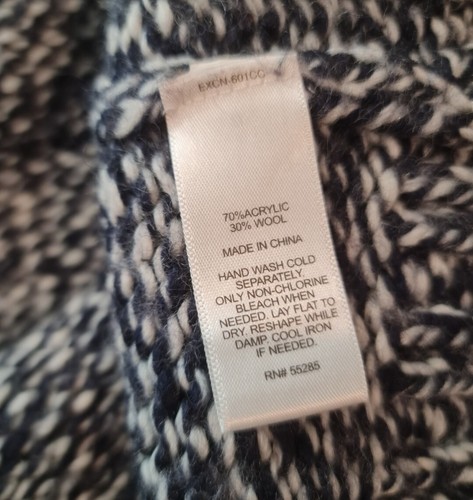 EXCN-601CC
70%ACRYLIC
30% WOOL
MADE IN CHINA
HAND WASH COLD
SEPARATELY.
ONLY NON-CHLORINE
BLEACH WHEN
NEEDED. LAY FLAT TO
DRY. RESHAPE WHILE
DAMP. COOL IRON
IF NEEDED.
RN# 55285